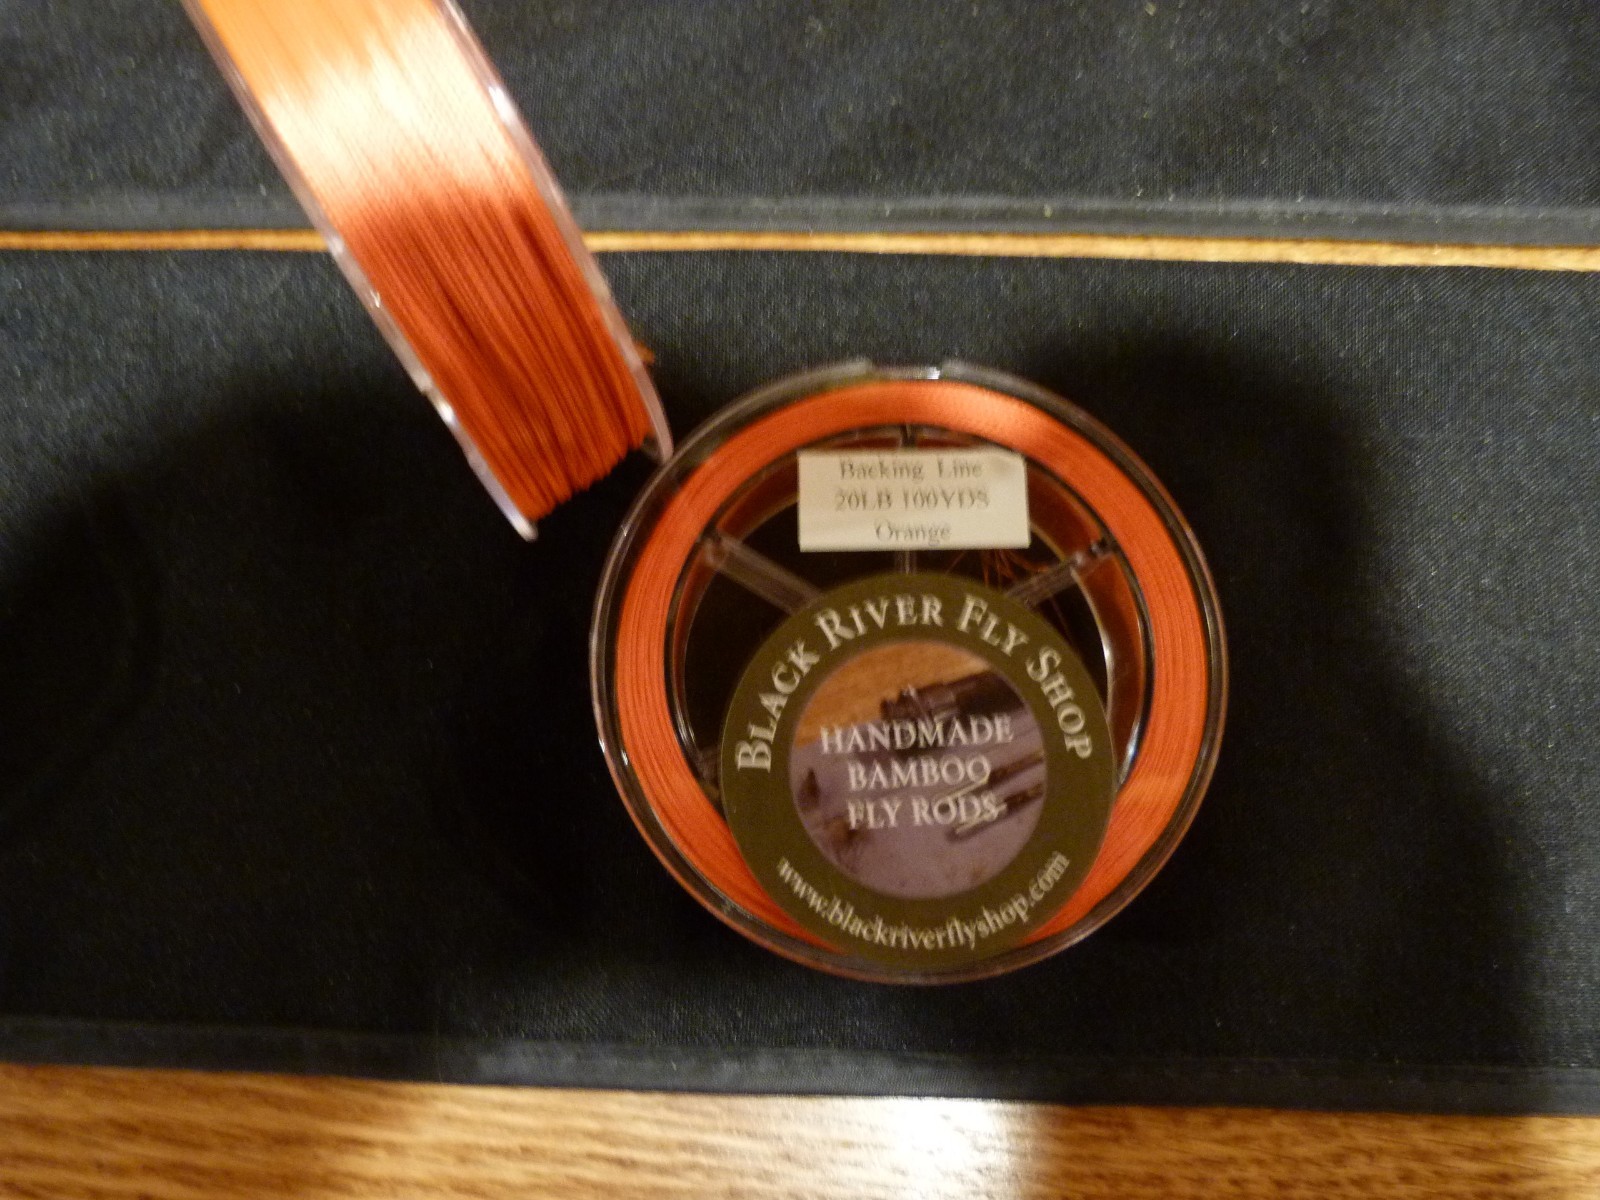 Backing Line
20LB 100YDS
Orange
BLACK RIVER FLY SHOP
HANDMADE
BAMBOO
FLY RODS
www.blackriverflyshop.com